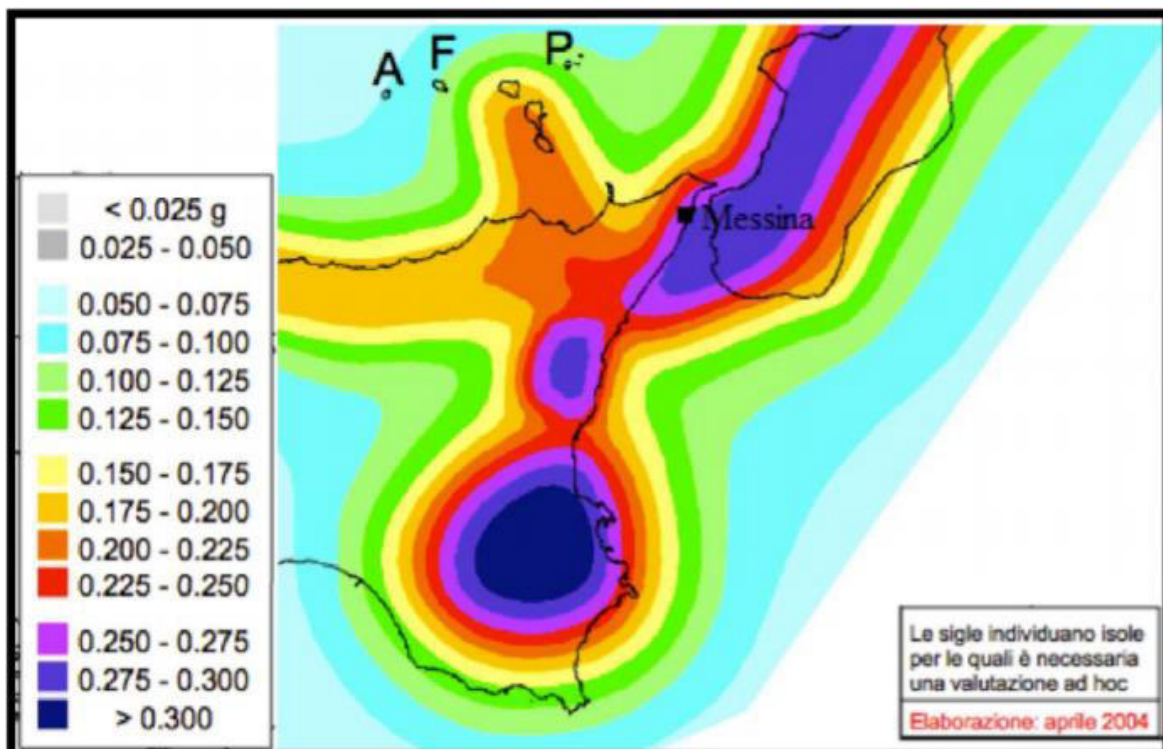 A
F
P
Messina
< 0.025 g
0.025 - 0.050
0.050 - 0.075
0.075 - 0.100
0.100 - 0.125
0.125 - 0.150
0.150 - 0.175
0.175 - 0.200
0.200 - 0.225
0.225 - 0.250
0.250 - 0.275
0.275 - 0.300
> 0.300
Le sigle individuano isole
per le quali è necessaria
una valutazione ad hoc
Elaborazione: aprile 2004